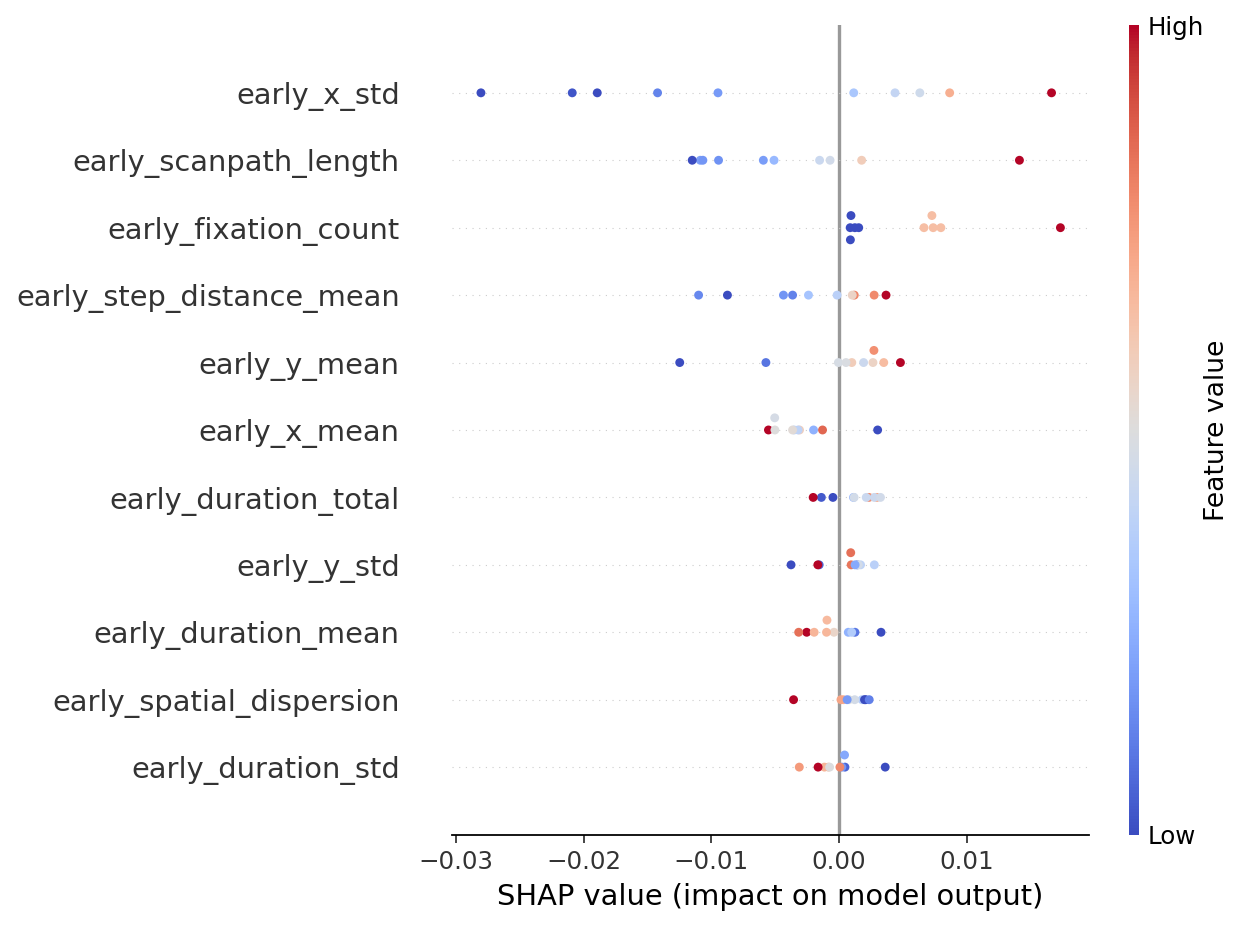 High
early_x_std
early_scanpath_length
early_fixation_count
early_step_distance_mean
early_y_mean
early_x_mean
early_duration_total
early_y_std
early_duration_mean
early_spatial_dispersion
early_duration_std
Feature value
Low
−0.03 −0.02 −0.01 0.00 0.01
SHAP value (impact on model output)